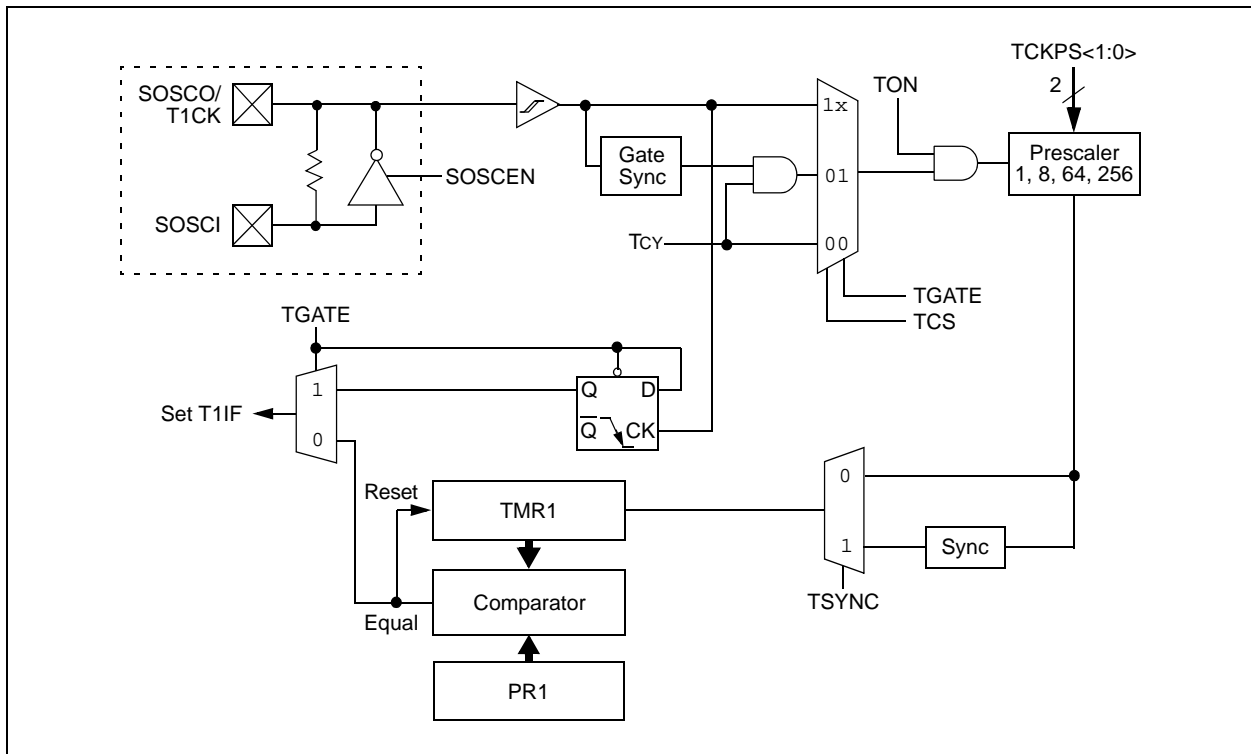 TCKPS<1:0>
2
SOSCO/
T1CK
TON
1x
Gate
Sync
Prescaler
1, 8, 64, 256
SOSCEN
01
SOSCI
TCY
00
TGATE
TCS
TGATE
1
Q
D
Set T1IF
Q
CK
0
0
Reset
TMR1
1
Sync
TSYNC
Comparator
Equal
PR1